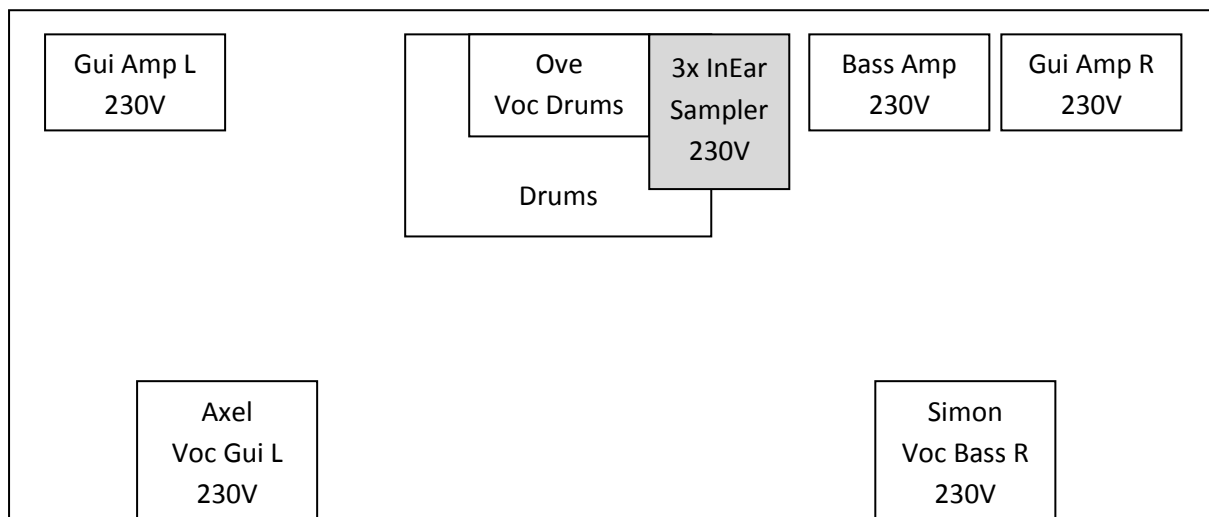 Gui Amp L
230V
Ove
Voc Drums
Drums
3x InEar
Sampler
230V
Bass Amp
230V
Gui Amp R
230V
Axel
Voc Gui L
230V
Simon
Voc Bass R
230V